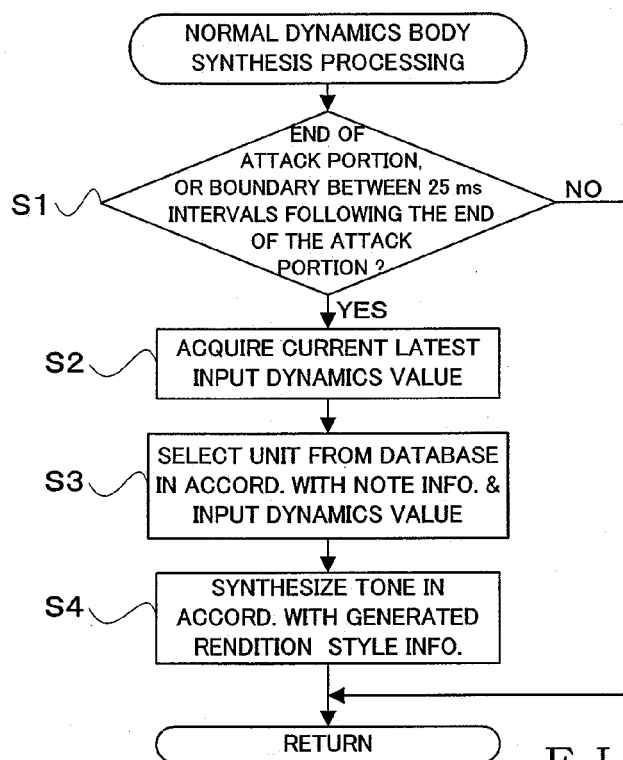 NORMAL DYNAMICS BODY
SYNTHESIS PROCESSING
END OF
ATTACK PORTION,
OR BOUNDARY BETWEEN 25 ms
INTERVALS FOLLOWING THE END
OF THE ATTACK
PORTION ?
S1
NO
YES
S2
ACQUIRE CURRENT LATEST
INPUT DYNAMICS VALUE
S3
SELECT UNIT FROM DATABASE
IN ACCORD. WITH NOTE INFO. &
INPUT DYNAMICS VALUE
S4
SYNTHESIZE TONE IN
ACCORD. WITH GENERATED
RENDITION STYLE INFO.
RETURN